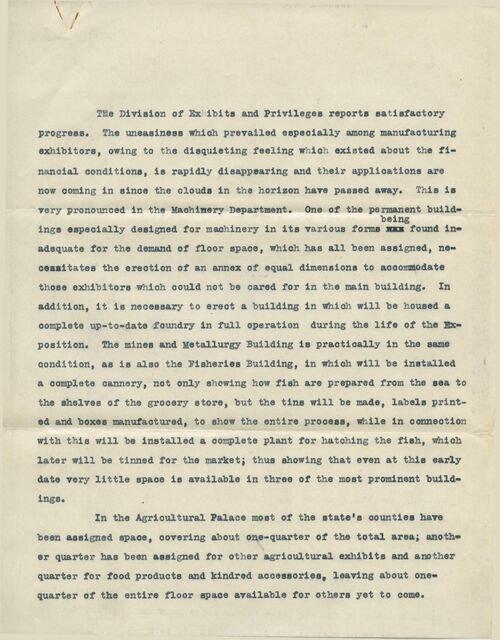 THe Division of Exhibits and Privileges reports satisfactory
progress. The uneasiness which prevailed especially among manufacturing
exhibitors, owing to the disquieting feeling which existed about the fi-
nancial conditions, is rapidly disappearing and their applications are
now coming in since the clouds in the horizon have passed away. This is
very pronounced in the Machinery Department. One of the permanent build-
being
ings especially designed for machinery in its various forms xxx found in-
adequate for the demand of floor space, which has all been assigned, ne-
cessitates the erection of an annex of equal dimensions to accommodate
those exhibitors which could not be cared for in the main building. In
addition, it is necessary to erect a building in which will be housed a
complete up-to-date foundry in full operation during the life of the Ex-
position. The mines and Metallurgy Building is practically in the same
condition, as is also the Fisheries Building, in which will be installed
a complete cannery, not only showing how fish are prepared from the sea to
the shelves of the grocery store, but the tins will be made, labels print-
ed and boxes manufactured, to show the entire process, while in connection
with this will be installed a complete plant for hatching the fish, which
later will be tinned for the market; thus showing that even at this early
date very little space is available in three of the most prominent build-
ings.
In the Agricultural Palace most of the state's counties have
been assigned space, covering about one-quarter of the total area; anoth-
er quarter has been assigned for other agricultural exhibits and another
quarter for food products and kindred accessories, leaving about one-
quarter of the entire floor space available for others yet to come.